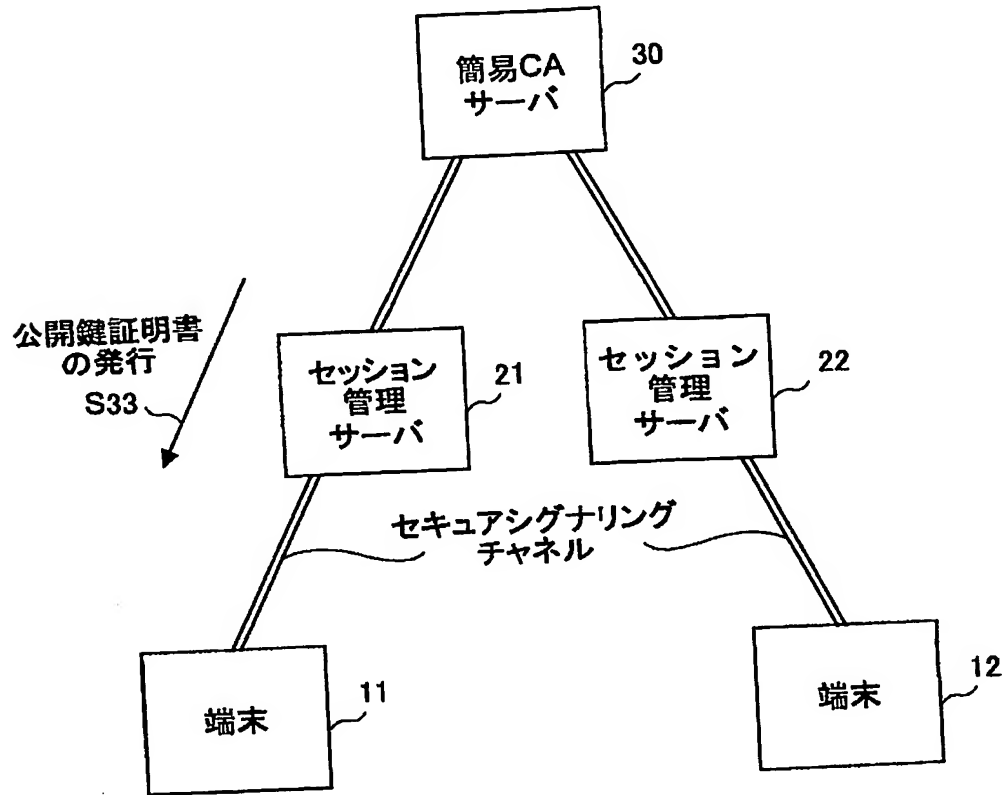 簡易CA
サーバ
30
公開鍵証明書
の発行
S33
セッション
管理
サーバ
21
セッション
管理
サーバ
22
セキュアシグナリング
チャネル
端末
11
端末
12